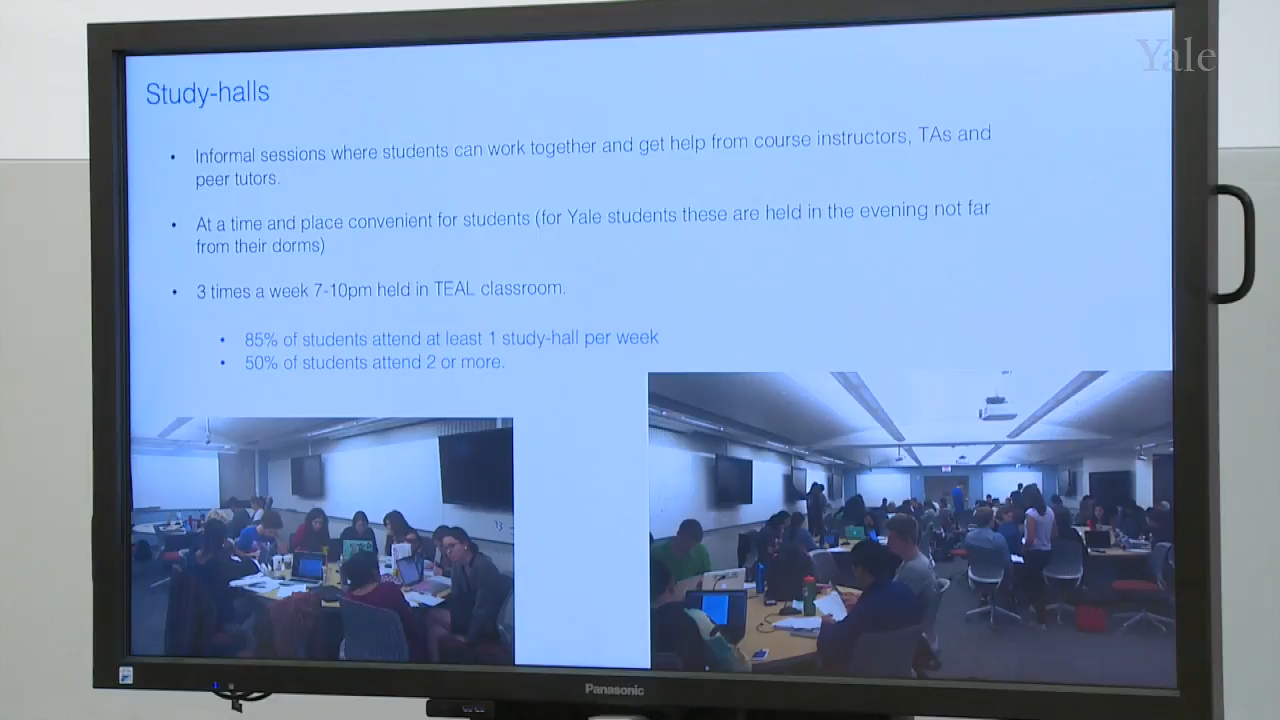 Yale
Study-halls
• Informal sessions where students can work together and get help from course instructors, TAs and
peer tutors.
• At a time and place convenient for students (for Yale students these are held in the evening not far
from their dorms)
• 3 times a week 7-10pm held in TEAL classroom.
• 85% of students attend at least 1 study-hall per week
• 50% of students attend 2 or more.
Panasonic